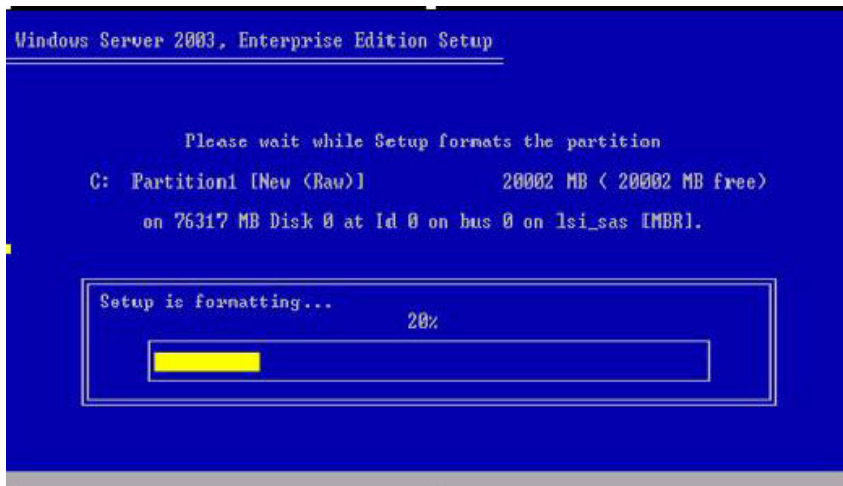 Windows Server 2003, Enterprise Edition Setup
Please wait while Setup formats the partition
C: Partition1 [New (Raw)] 20002 MB ( 20002 MB free)
on 76317 MB Disk 0 at Id 0 on bus 0 on lsi_sas [MBR].
Setup is formatting...
20%